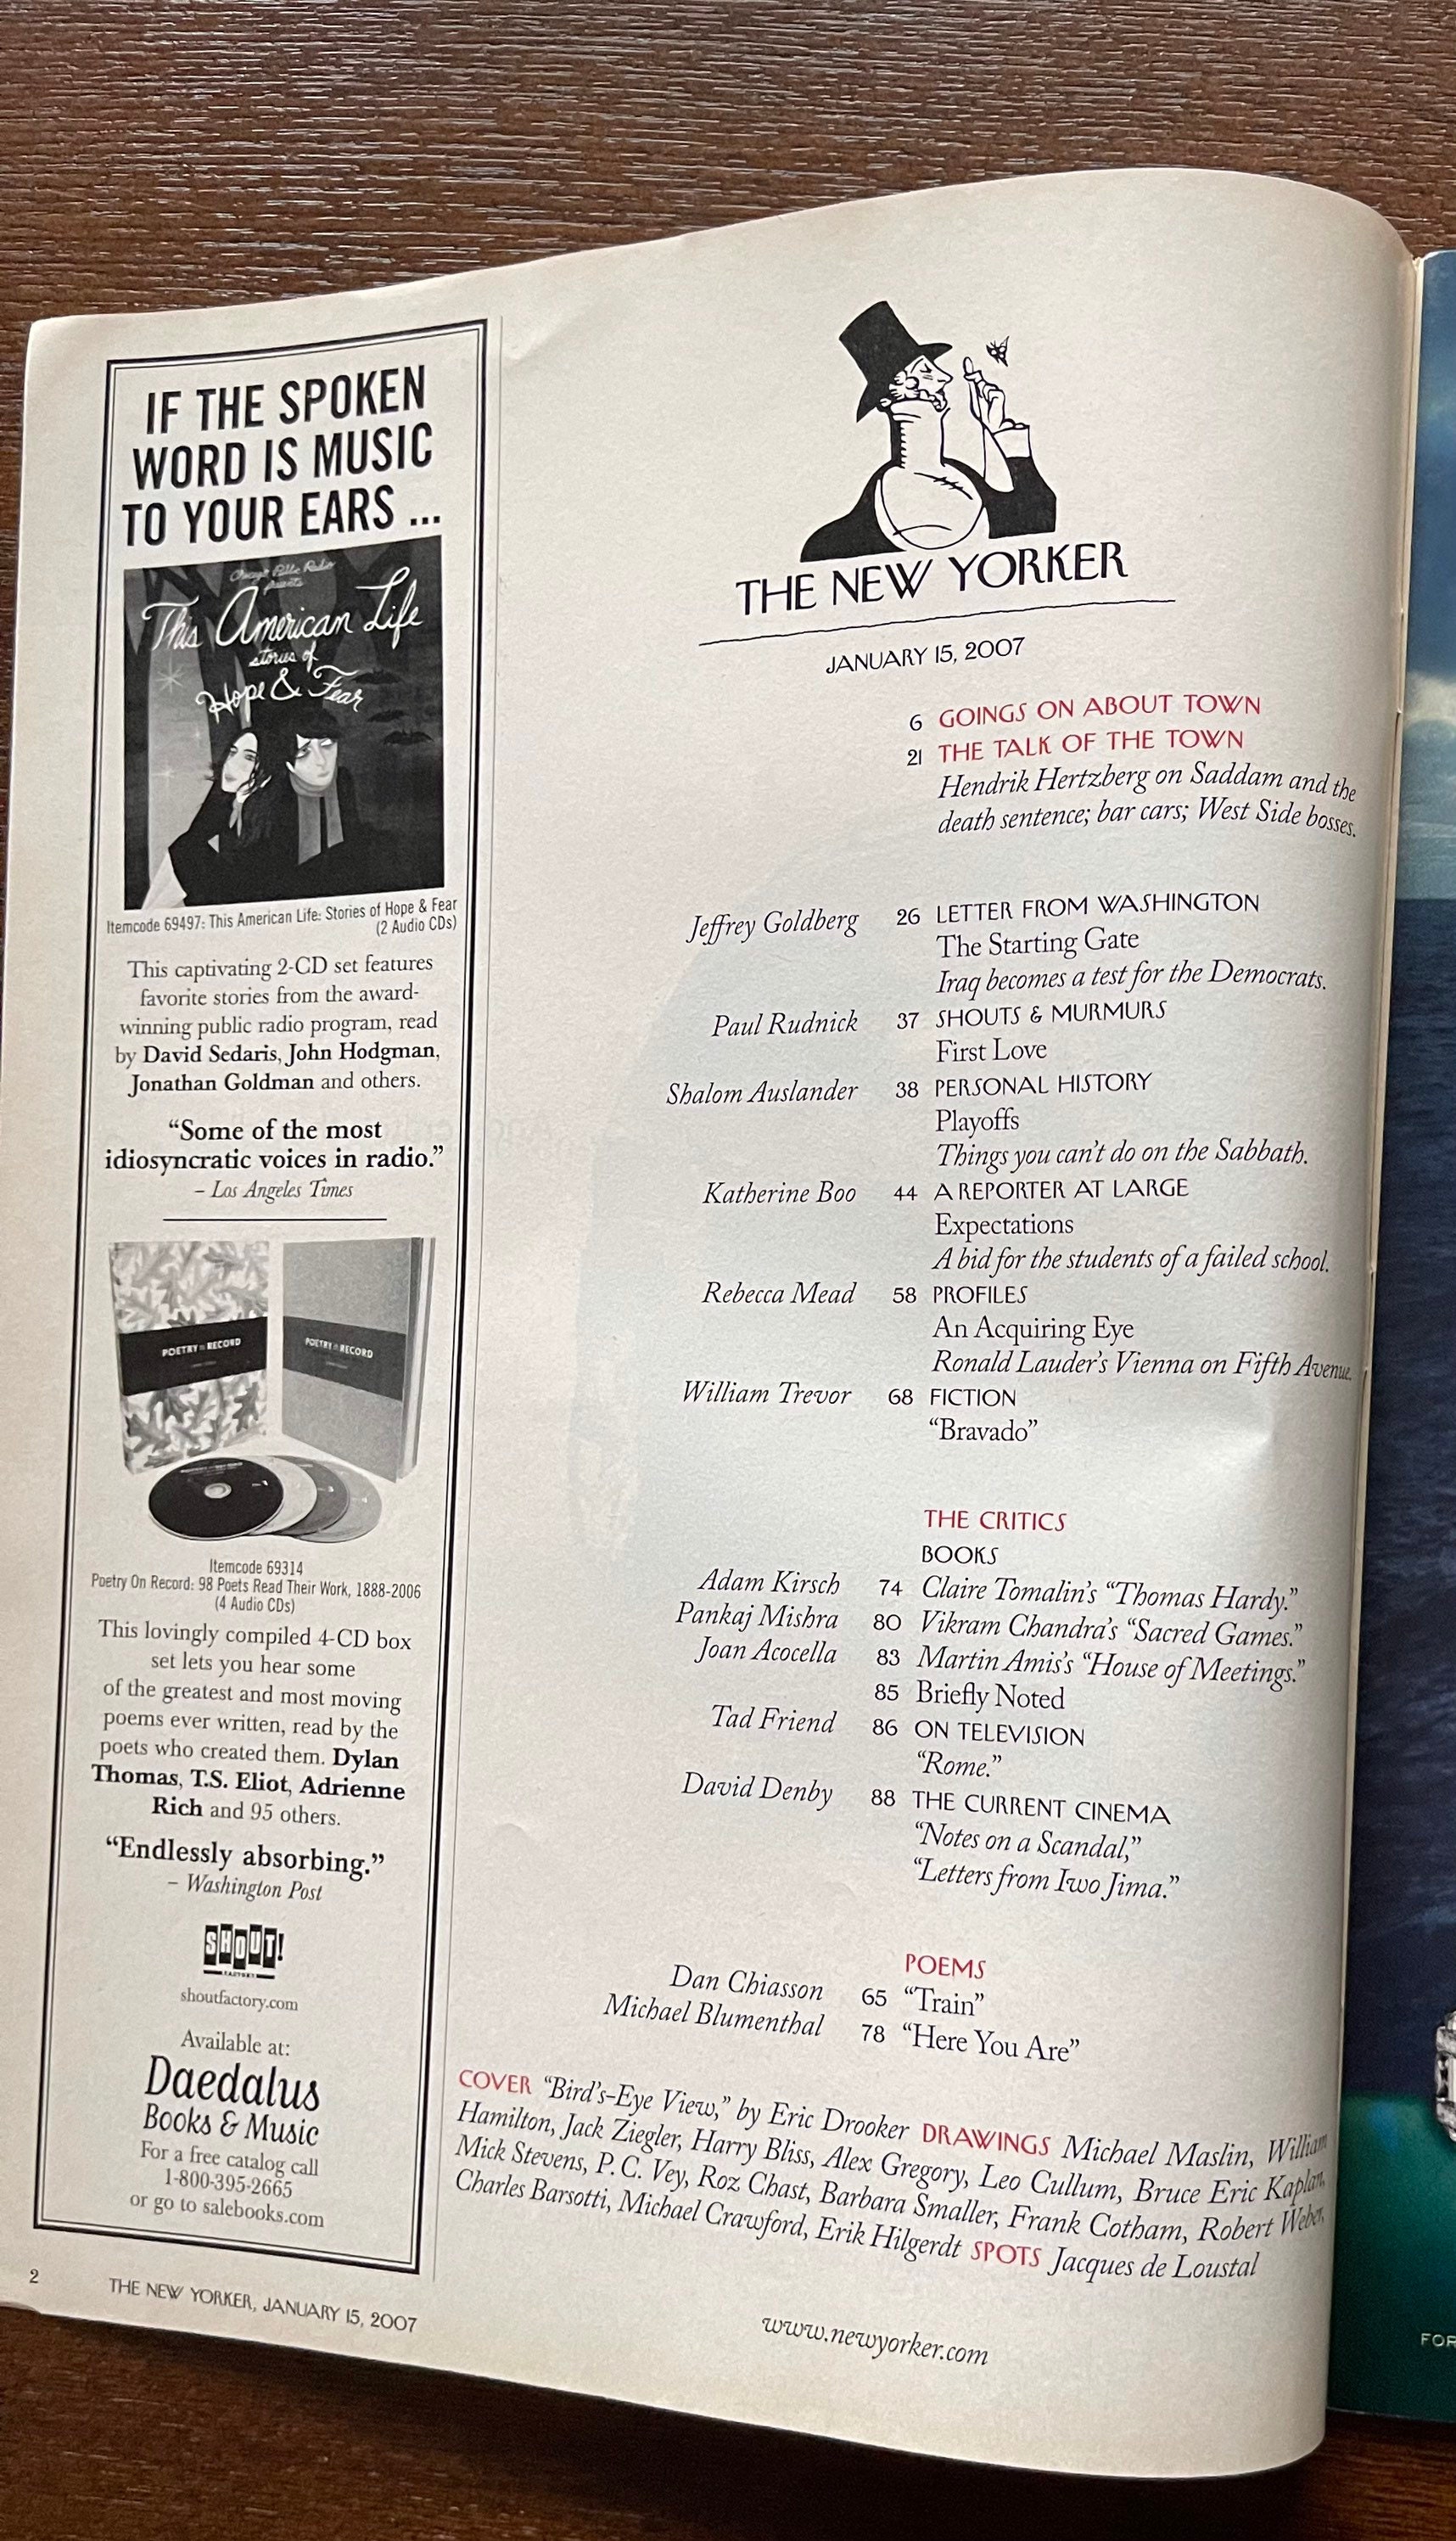 IF THE SPOKEN
WORD IS MUSIC
TO YOUR EARS ...
Chicago Public Radio
Presents
This American Life
stories of
Hope & Fear
Itemcode 69497: This American Life: Stories of Hope & Fear
(2 Audio CDs)
This captivating 2-CD set features
favorite stories from the award-
winning public radio program, read
by David Sedaris, John Hodgman,
Jonathan Goldman and others.
“Some of the most
idiosyncratic voices in radio.”
– Los Angeles Times
POETRY ON RECORD
POETRY ON RECORD
Itemcode 69314
Poetry On Record: 98 Poets Read Their Work, 1888-2006
(4 Audio CDs)
This lovingly compiled 4-CD box
set lets you hear some
of the greatest and most moving
poems ever written, read by the
poets who created them. Dylan
Thomas, T.S. Eliot, Adrienne
Rich and 95 others.
“Endlessly absorbing.”
– Washington Post
SHOUT!
FACTORY
shoutfactory.com
Available at:
Daedalus
Books & Music
For a free catalog call
1-800-395-2665
or go to salebooks.com
2
THE NEW YORKER, JANUARY 15, 2007
THE NEW YORKER
JANUARY 15, 2007
6 GOINGS ON ABOUT TOWN
21 THE TALK OF THE TOWN
Hendrik Hertzberg on Saddam and the
death sentence; bar cars; West Side bosses.
Jeffrey Goldberg 26 LETTER FROM WASHINGTON
The Starting Gate
Iraq becomes a test for the Democrats.
Paul Rudnick 37 SHOUTS & MURMURS
First Love
Shalom Auslander 38 PERSONAL HISTORY
Playoffs
Things you can't do on the Sabbath.
Katherine Boo 44 A REPORTER AT LARGE
Expectations
A bid for the students of a failed school.
Rebecca Mead 58 PROFILES
An Acquiring Eye
Ronald Lauder's Vienna on Fifth Avenue.
William Trevor 68 FICTION
“Bravado”
THE CRITICS
BOOKS
Adam Kirsch 74 Claire Tomalin's “Thomas Hardy.”
Pankaj Mishra 80 Vikram Chandra's “Sacred Games.”
Joan Acocella 83 Martin Amis's “House of Meetings.”
85 Briefly Noted
Tad Friend 86 ON TELEVISION
“Rome.”
David Denby 88 THE CURRENT CINEMA
“Notes on a Scandal,”
“Letters from Iwo Jima.”
POEMS
Dan Chiasson 65 “Train”
Michael Blumenthal 78 “Here You Are”
COVER “Bird's-Eye View,” by Eric Drooker DRAWINGS Michael Maslin, William
Hamilton, Jack Ziegler, Harry Bliss, Alex Gregory, Leo Cullum, Bruce Eric Kaplan,
Mick Stevens, P.C. Vey, Roz Chast, Barbara Smaller, Frank Cotham, Robert Weber,
Charles Barsotti, Michael Crawford, Erik Hilgerdt SPOTS Jacques de Loustal
www.newyorker.com
FOR